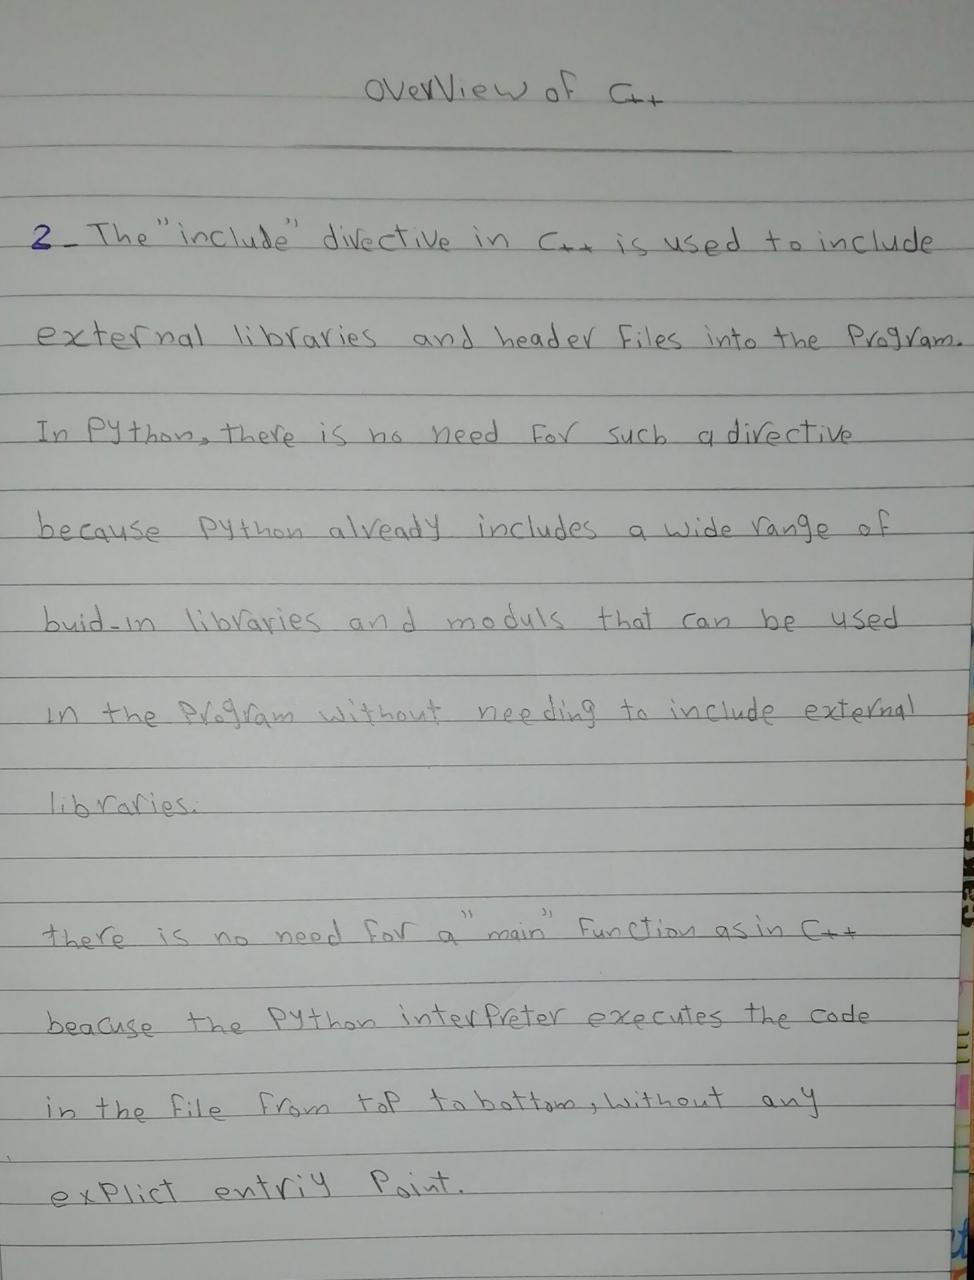 Overview of C++
2- The "include" directive in C++ is used to include
external libraries and header files into the program.
In Python, there is no need for such a directive
because python already includes a wide range of
buid-in libraries and moduls that can be used
in the program without needing to include external
libraries.
there is no need for a "main" function as in C++
beacuse the python interpreter executes the code
in the file from top to bottom, without any
explict entriy point.